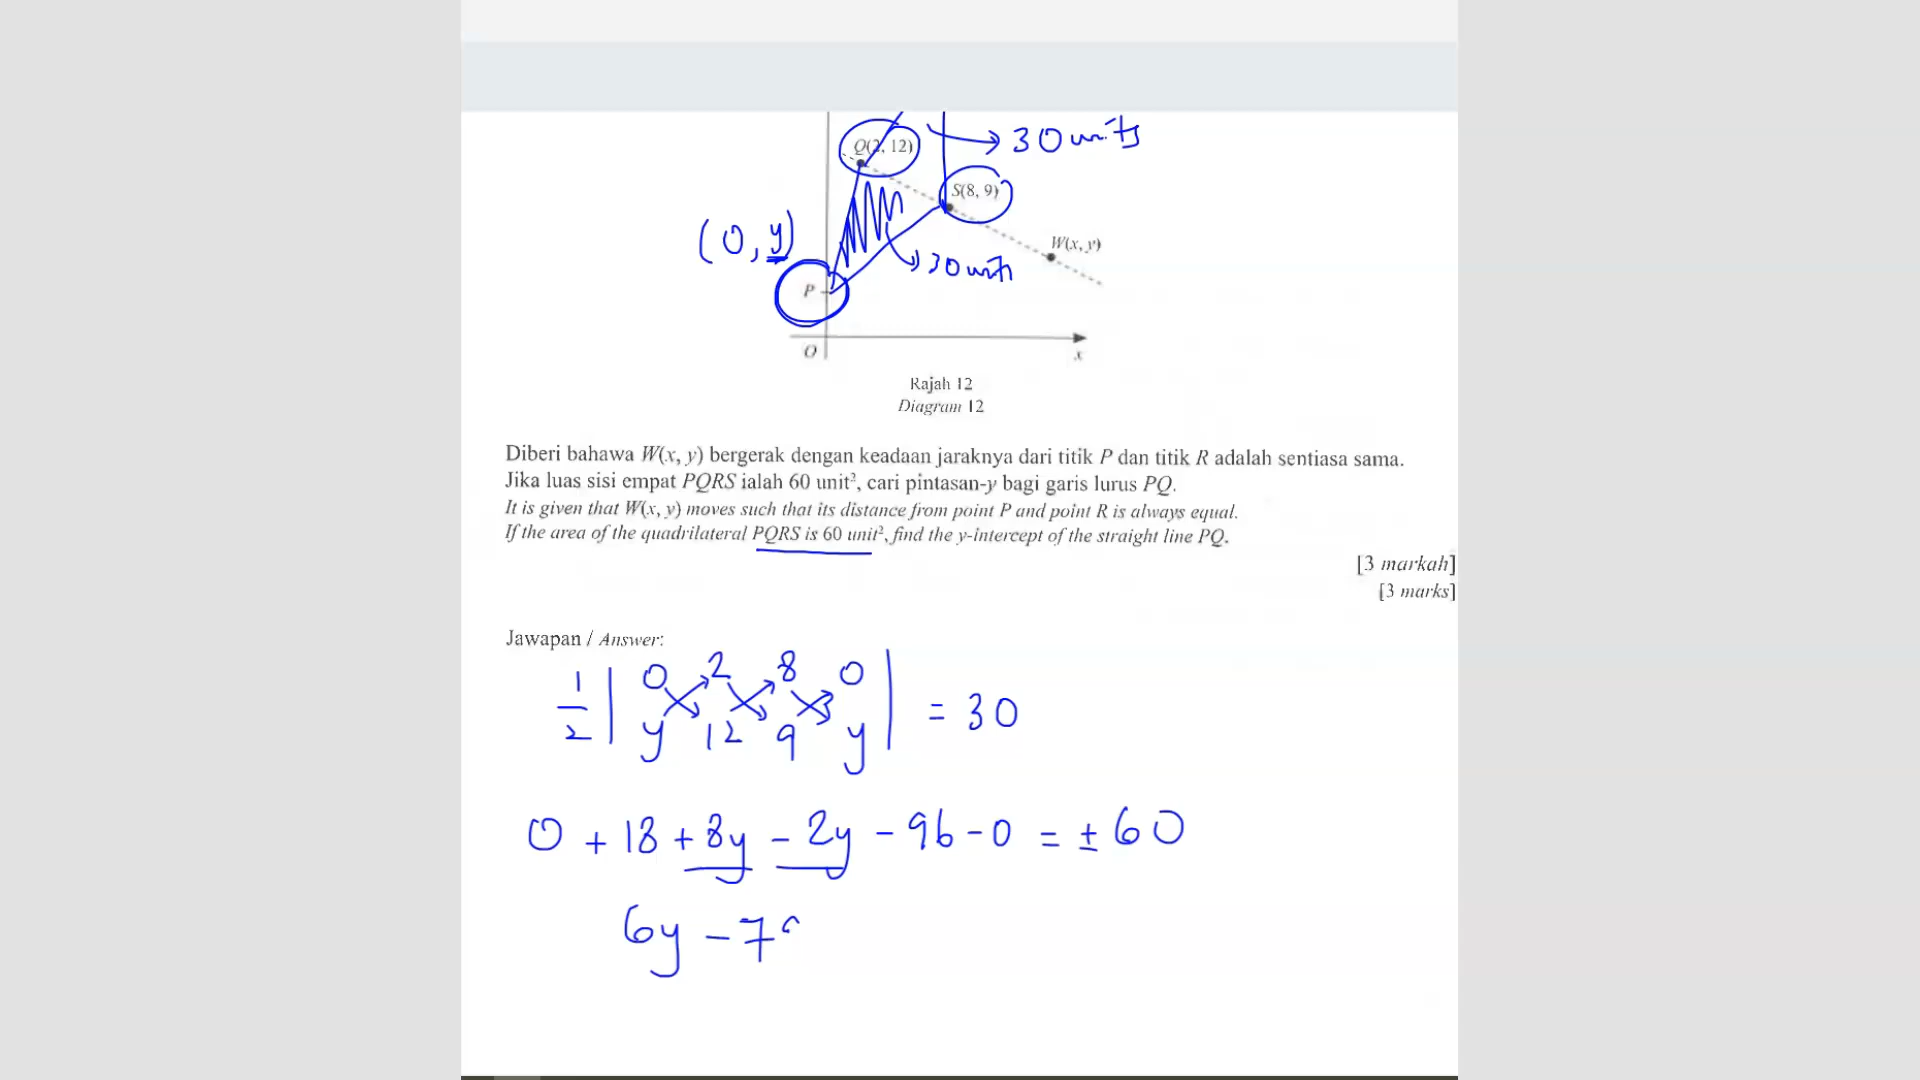 30 units
Q(2, 12)
S(8, 9)
(0, y)
W(x, y)
30 unit
P
O
x
Rajah 12
Diagram 12
Diberi bahawa W(x, y) bergerak dengan keadaan jaraknya dari titik P dan titik R adalah sentiasa sama.
Jika luas sisi empat PQRS ialah 60 unit², cari pintasan-y bagi garis lurus PQ.
It is given that W(x, y) moves such that its distance from point P and point R is always equal.
If the area of the quadrilateral PQRS is 60 unit², find the y-intercept of the straight line PQ.
[3 markah]
[3 marks]
Jawapan / Answer:
1/2 | 0 2 8 0 | = 30
y 12 9 y
0 + 18 + 8y - 2y - 96 - 0 = ± 60
6y - 7